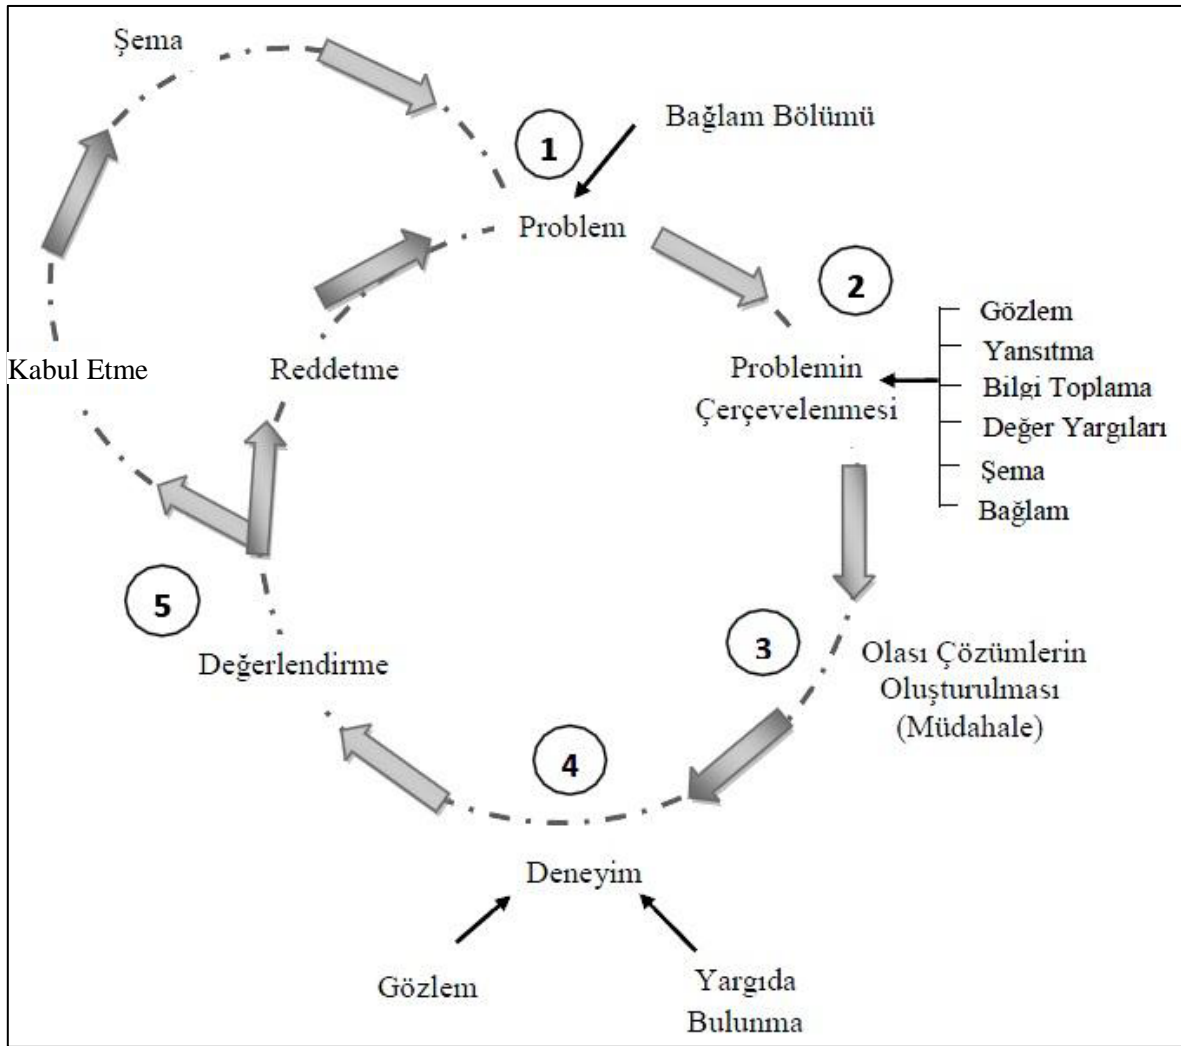 Şema
Bağlam Bölümü
1
Problem
2
Gözlem
Yansıtma
Bilgi Toplama
Değer Yargıları
Şema
Bağlam
Problemin
Çerçevelenmesi
Kabul Etme
Reddetme
3
Olası Çözümlerin
Oluşturulması
(Müdahale)
5
Değerlendirme
4
Deneyim
Gözlem
Yargıda
Bulunma